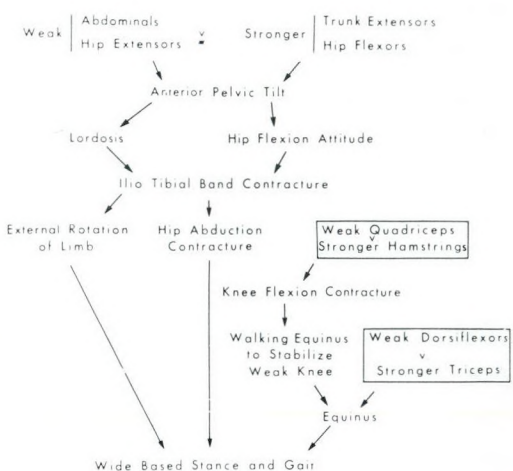 Weak
Abdominals
Hip Extensors
v
Stronger
Trunk Extensors
Hip Flexors
Anterior Pelvic Tilt
Lordosis
Hip Flexion Attitude
Ilio Tibial Band Contracture
External Rotation
of Limb
Hip Abduction
Contracture
Weak Quadriceps
v
Stronger Hamstrings
Knee Flexion Contracture
Walking Equinus
to Stabilize
Weak Knee
Weak Dorsiflexors
v
Stronger Triceps
Equinus
Wide Based Stance and Gait